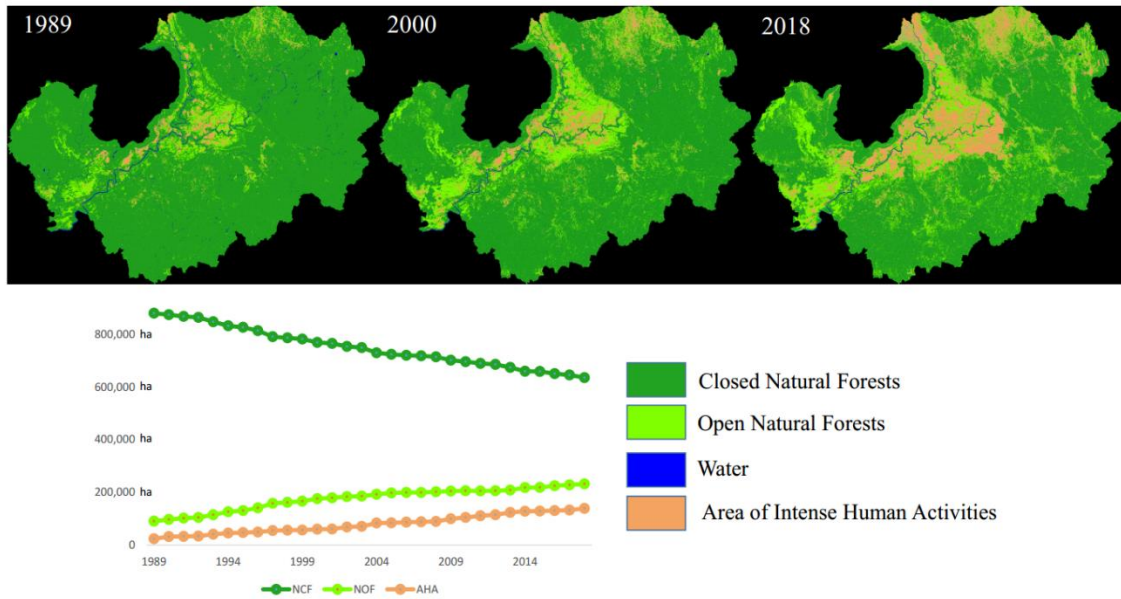 1989
2000
2018
800,000 ha
600,000 ha
400,000 ha
200,000 ha
0
1989 1994 1999 2004 2009 2014
NCF NOF AHA
Closed Natural Forests
Open Natural Forests
Water
Area of Intense Human Activities